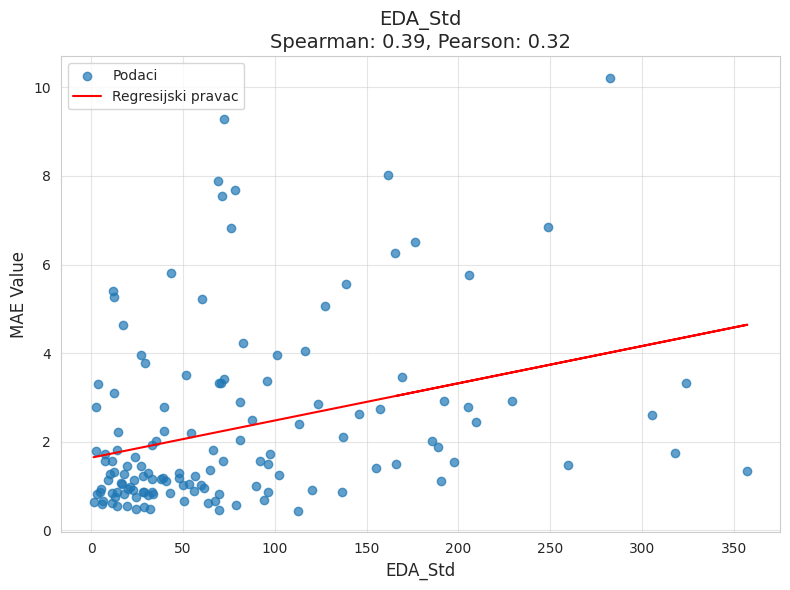 EDA_Std
Spearman: 0.39, Pearson: 0.32
Podaci
Regresijski pravac
MAE Value
10
8
6
4
2
0
0
50
100
150
200
250
300
350
EDA_Std